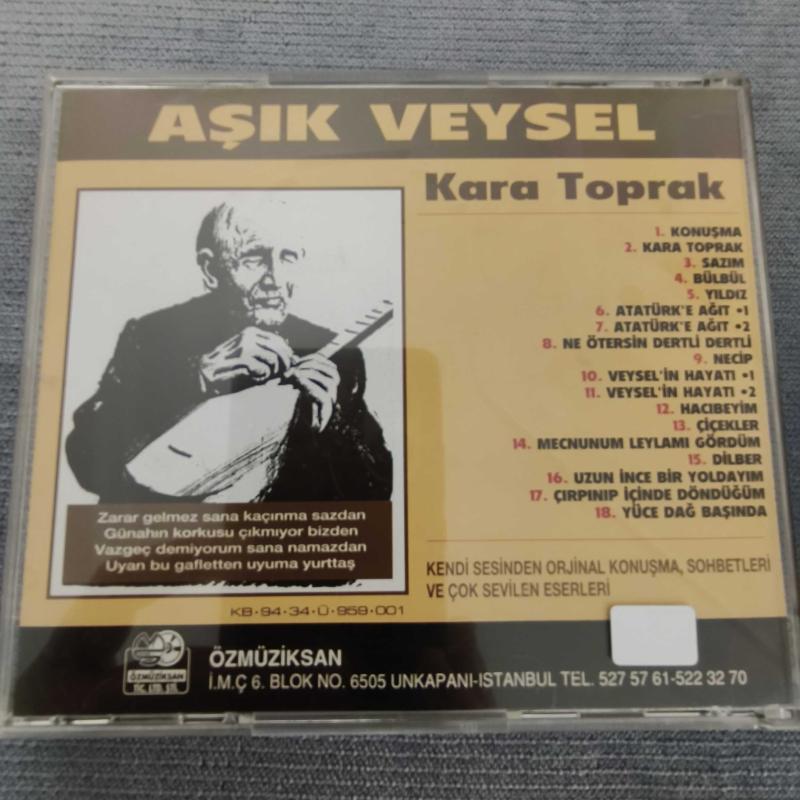 AŞIK VEYSEL
Kara Toprak
1. KONUŞMA
2. KARA TOPRAK
3. SAZIM
4. BÜLBÜL
5. YILDIZ
6. ATATÜRK'E AĞIT •1
7. ATATÜRK'E AĞIT •2
8. NE ÖTERSİN DERTLİ DERTLİ
9. NECİP
10. VEYSEL'İN HAYATI •1
11. VEYSEL'İN HAYATI •2
12. HACIBEYİM
13. ÇİÇEKLER
14. MECNUNUM LEYLAMI GÖRDÜM
15. DİLBER
16. UZUN İNCE BİR YOLDAYIM
17. ÇIRPINIP İÇİNDE DÖNDÜĞÜM
18. YÜCE DAĞ BAŞINDA
Zarar gelmez sana kaçınma sazdan
Günahın korkusu çıkmıyor bizden
Vazgeç demiyorum sana namazdan
Uyan bu gafletten uyuma yurttaş
KENDİ SESİNDEN ORJİNAL KONUŞMA, SOHBETLERİ
VE ÇOK SEVİLEN ESERLERİ
KB•94•34•Ü•959•001
ÖZMÜZİKSAN
TİC. LTD. ŞTİ.
ÖZMÜZİKSAN
İ.M.Ç 6. BLOK NO. 6505 UNKAPANI-ISTANBUL TEL. 527 57 61-522 32 70